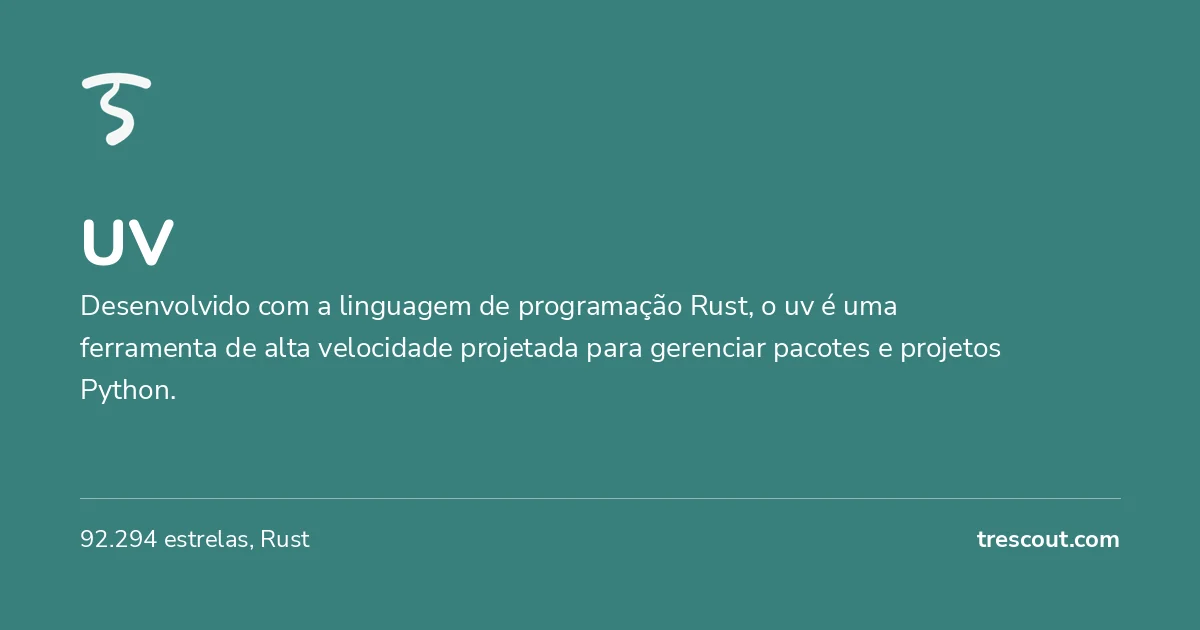 uv
Desenvolvido com a linguagem de programação Rust, o uv é uma
ferramenta de alta velocidade projetada para gerenciar pacotes e projetos
Python.
92.294 estrelas, Rust
trescout.com